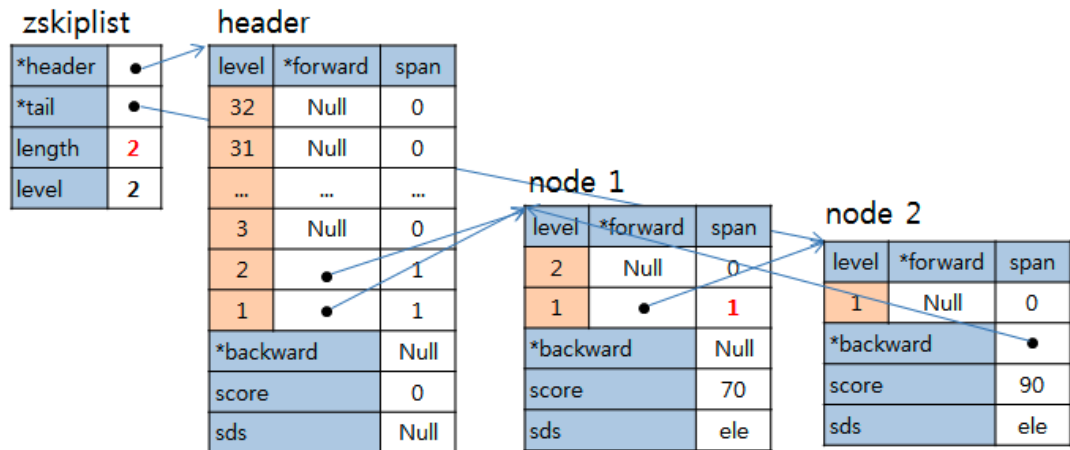 zskiplist
*header
*tail
length 2
level 2
header
level *forward span
32 Null 0
31 Null 0
... ... ...
3 Null 0
2 1
1 1
*backward Null
score 0
sds Null
node 1
level *forward span
2 Null 0
1 1
*backward Null
score 70
sds ele
node 2
level *forward span
1 Null 0
*backward
score 90
sds ele